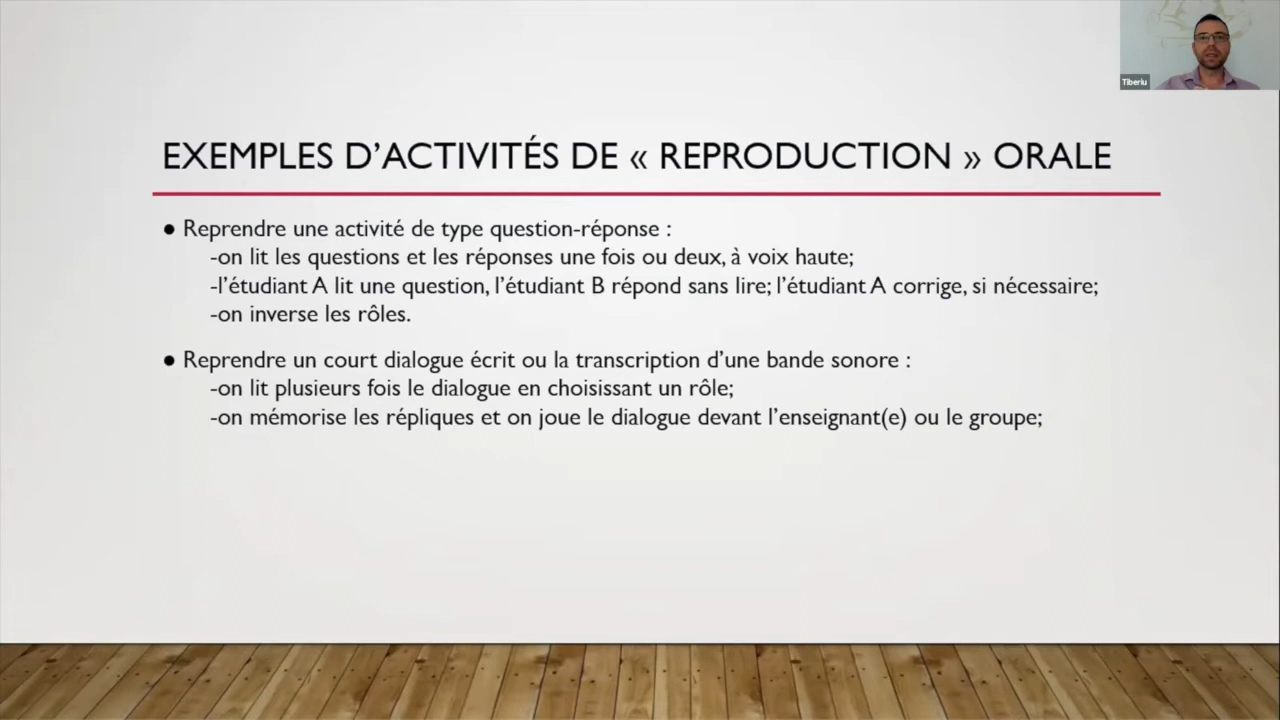 Tiberiu
EXEMPLES D’ACTIVITÉS DE « REPRODUCTION » ORALE
● Reprendre une activité de type question-réponse :
-on lit les questions et les réponses une fois ou deux, à voix haute;
-l’étudiant A lit une question, l’étudiant B répond sans lire; l’étudiant A corrige, si nécessaire;
-on inverse les rôles.
● Reprendre un court dialogue écrit ou la transcription d’une bande sonore :
-on lit plusieurs fois le dialogue en choisissant un rôle;
-on mémorise les répliques et on joue le dialogue devant l’enseignant(e) ou le groupe;